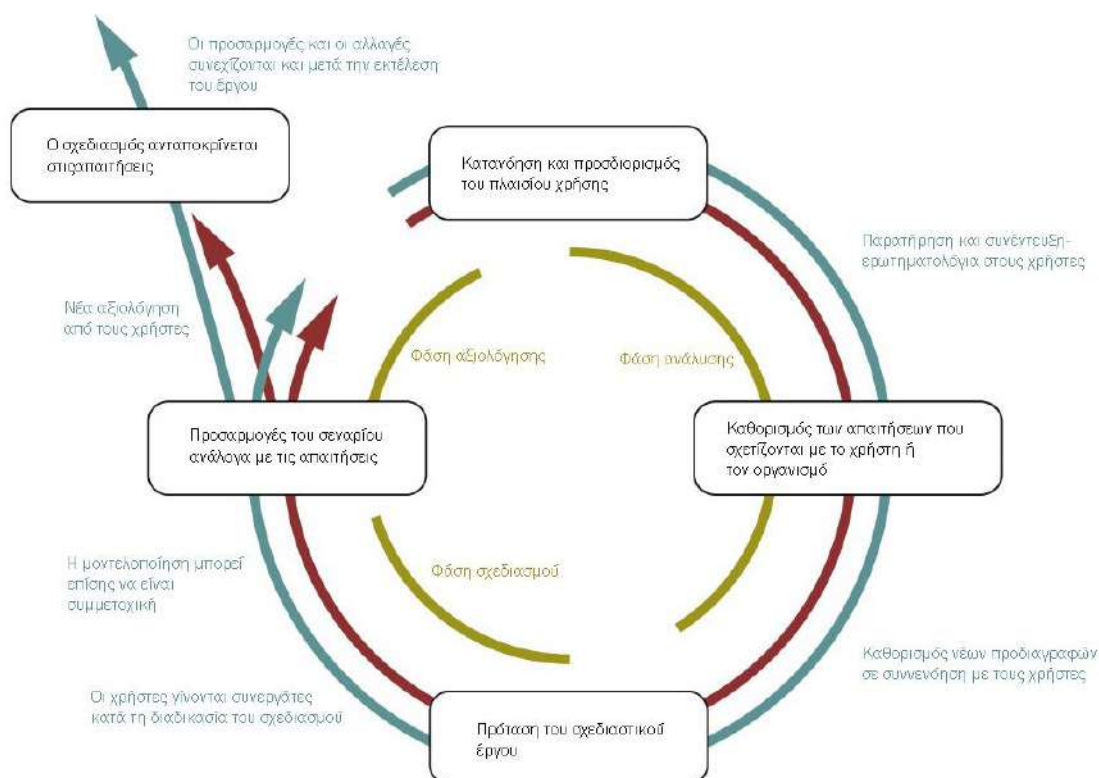 Οι προσαρμογές και οι αλλαγές
συνεχίζονται και μετά την εκτέλεση
του έργου
Ο σχεδιασμός ανταποκρίνεται
στιςαπαιτήσεις
Κατανόηση και προσδιορισμός
του πλαισίου χρήσης
Παρατήρηση και συνέντευξη-
ερωτηματολόγια στους χρήστες
Νέα αξιολόγηση
από τους χρήστες
Φάση αξιολόγησης
Φάση ανάλυσης
Προσαρμογές του σεναρίου
ανάλογα με τις απαιτήσεις
Καθορισμός των απαιτήσεων που
σχετίζονται με το χρήστη ή
τον οργανισμό
Η μοντελοποίηση μπορεί
επίσης να είναι
συμμετοχική
Φάση σχεδιασμού
Καθορισμός νέων προδιαγραφών
σε συννενόηση με τους χρήστες
Οι χρήστες γίνονται συνεργάτες
κατά τη διαδικασία του σχεδιασμού
Πρόταση του σχεδιαστικού
έργου